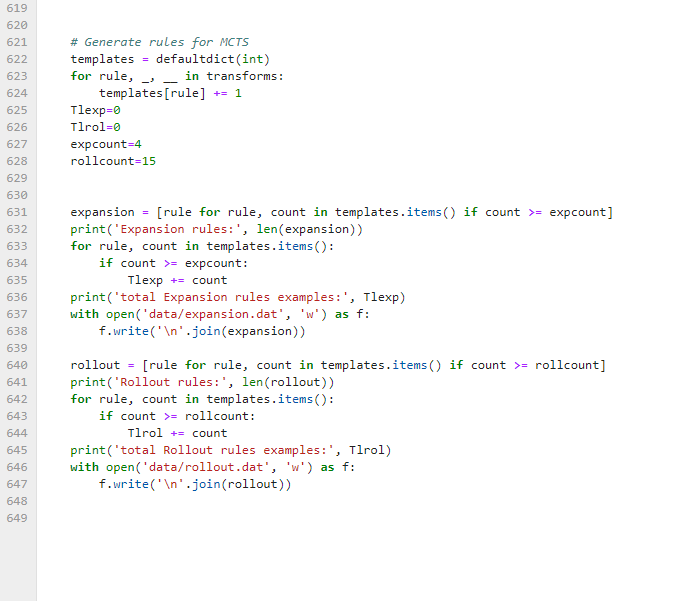 619
620
621 # Generate rules for MCTS
622 templates = defaultdict(int)
623 for rule, _, __ in transforms:
624 templates[rule] += 1
625 Tlexp=0
626 Tlrol=0
627 expcount=4
628 rollcount=15
629
630
631 expansion = [rule for rule, count in templates.items() if count >= expcount]
632 print('Expansion rules:', len(expansion))
633 for rule, count in templates.items():
634 if count >= expcount:
635 Tlexp += count
636 print('total Expansion rules examples:', Tlexp)
637 with open('data/expansion.dat', 'w') as f:
638 f.write('\n'.join(expansion))
639
640 rollout = [rule for rule, count in templates.items() if count >= rollcount]
641 print('Rollout rules:', len(rollout))
642 for rule, count in templates.items():
643 if count >= rollcount:
644 Tlrol += count
645 print('total Rollout rules examples:', Tlrol)
646 with open('data/rollout.dat', 'w') as f:
647 f.write('\n'.join(rollout))
648
649